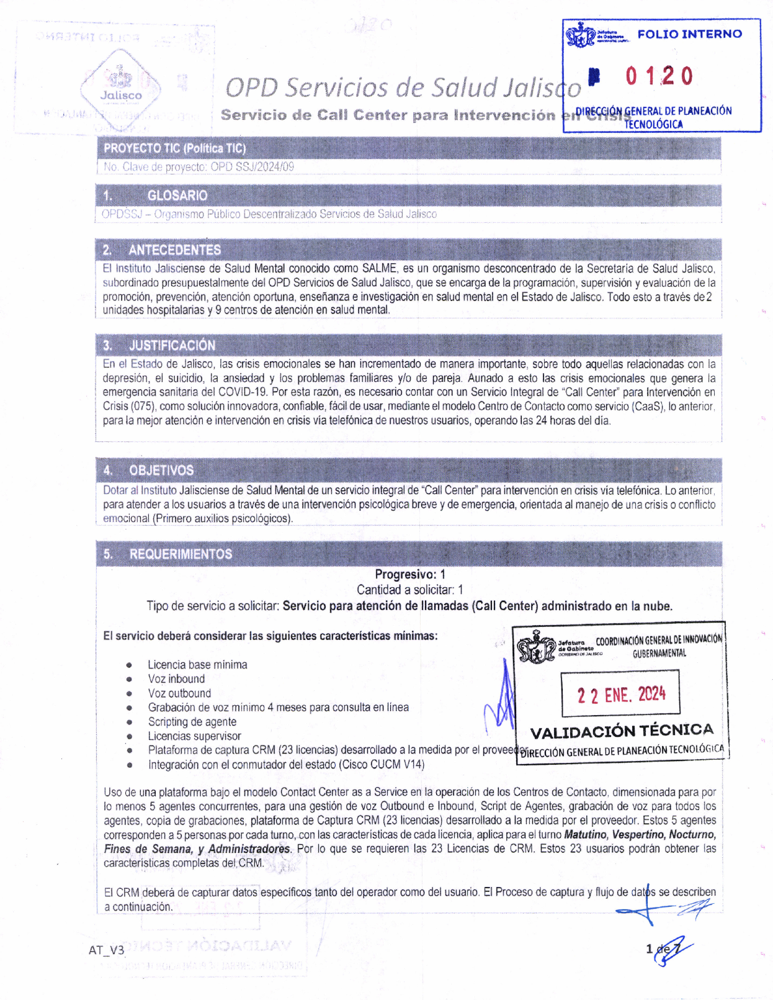 Jefatura
de Gabinete
FOLIO INTERNO
0120
DIRECCIÓN GENERAL DE PLANEACIÓN
TECNOLÓGICA
Jalisco
OPD Servicios de Salud Jalisco
Servicio de Call Center para Intervención en Crisis
PROYECTO TIC (Política TIC)
No. Clave de proyecto: OPD SSJ/2024/09
1. GLOSARIO
OPDSSJ – Organismo Público Descentralizado Servicios de Salud Jalisco
2. ANTECEDENTES
El Instituto Jalisciense de Salud Mental conocido como SALME, es un organismo desconcentrado de la Secretaría de Salud Jalisco,
subordinado presupuestalmente del OPD Servicios de Salud Jalisco, que se encarga de la programación, supervisión y evaluación de la
promoción, prevención, atención oportuna, enseñanza e investigación en salud mental en el Estado de Jalisco. Todo esto a través de 2
unidades hospitalarias y 9 centros de atención en salud mental.
3. JUSTIFICACIÓN
En el Estado de Jalisco, las crisis emocionales se han incrementado de manera importante, sobre todo aquellas relacionadas con la
depresión, el suicidio, la ansiedad y los problemas familiares y/o de pareja. Aunado a esto las crisis emocionales que genera la
emergencia sanitaria del COVID-19. Por esta razón, es necesario contar con un Servicio Integral de "Call Center" para Intervención en
Crisis (075), como solución innovadora, confiable, fácil de usar, mediante el modelo Centro de Contacto como servicio (CaaS), lo anterior,
para la mejor atención e intervención en crisis vía telefónica de nuestros usuarios, operando las 24 horas del día.
4. OBJETIVOS
Dotar al Instituto Jalisciense de Salud Mental de un servicio integral de "Call Center" para intervención en crisis vía telefónica. Lo anterior,
para atender a los usuarios a través de una intervención psicológica breve y de emergencia, orientada al manejo de una crisis o conflicto
emocional (Primero auxilios psicológicos).
5. REQUERIMIENTOS
Progresivo: 1
Cantidad a solicitar: 1
Tipo de servicio a solicitar: Servicio para atención de llamadas (Call Center) administrado en la nube.
El servicio deberá considerar las siguientes características mínimas:
• Licencia base mínima
• Voz inbound
• Voz outbound
• Grabación de voz mínimo 4 meses para consulta en línea
• Scripting de agente
• Licencias supervisor
• Plataforma de captura CRM (23 licencias) desarrollado a la medida por el proveedor
• Integración con el conmutador del estado (Cisco CUCM V14)
Jefatura
de Gabinete
GOBIERNO DE JALISCO
COORDINACIÓN GENERAL DE INNOVACIÓN
GUBERNAMENTAL
22 ENE. 2024
VALIDACIÓN TÉCNICA
DIRECCIÓN GENERAL DE PLANEACIÓN TECNOLÓGICA
Uso de una plataforma bajo el modelo Contact Center as a Service en la operación de los Centros de Contacto, dimensionada para por
lo menos 5 agentes concurrentes, para una gestión de voz Outbound e Inbound, Script de Agentes, grabación de voz para todos los
agentes, copia de grabaciones, plataforma de Captura CRM (23 licencias) desarrollado a la medida por el proveedor. Estos 5 agentes
corresponden a 5 personas por cada turno, con las características de cada licencia, aplica para el turno Matutino, Vespertino, Nocturno,
Fines de Semana, y Administradores. Por lo que se requieren las 23 Licencias de CRM. Estos 23 usuarios podrán obtener las
características completas del CRM.
El CRM deberá de capturar datos específicos tanto del operador como del usuario. El Proceso de captura y flujo de datos se describen
a continuación.
AT_V3
1 de 7